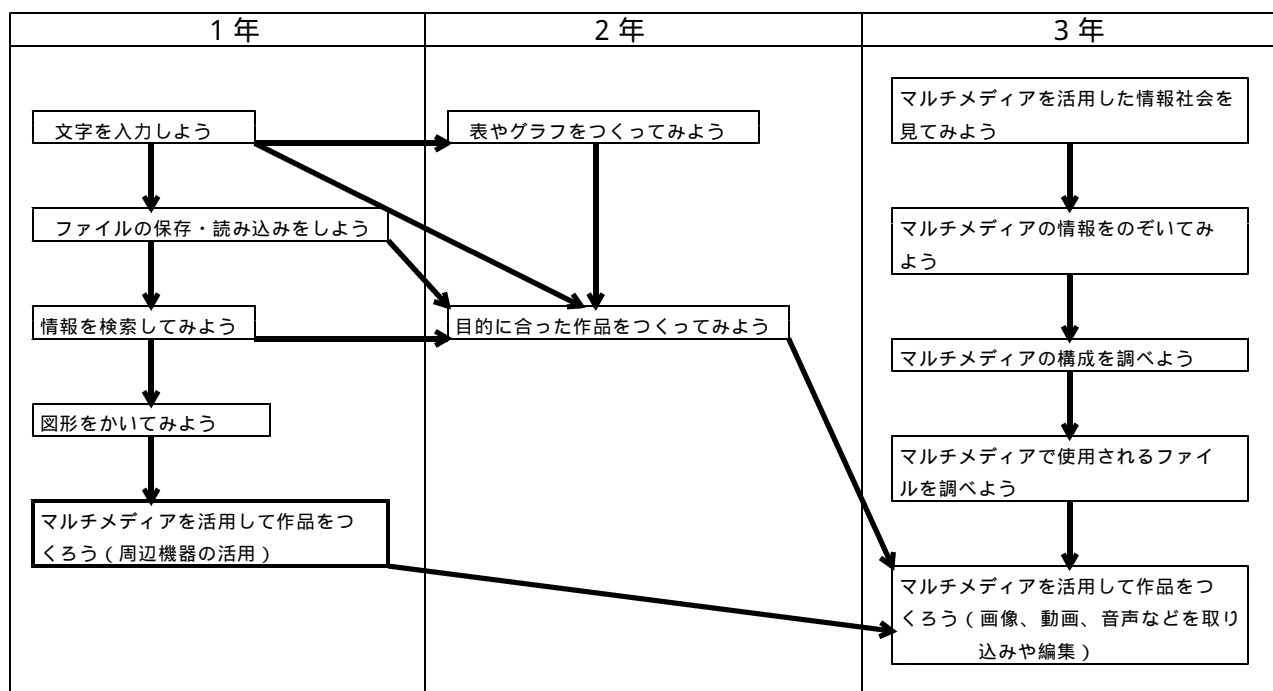 1年
2年
3年
文字を入力しよう
ファイルの保存・読み込みをしよう
情報を検索してみよう
図形をかいてみよう
マルチメディアを活用して作品をつ
くろう（周辺機器の活用）
表やグラフをつくってみよう
目的に合った作品をつくってみよう
マルチメディアを活用した情報社会を
見てみよう
マルチメディアの情報をのぞいてみ
よう
マルチメディアの構成を調べよう
マルチメディアで使用されるファイ
ルを調べよう
マルチメディアを活用して作品をつ
くろう（画像、動画、音声などを取り
込みや編集）